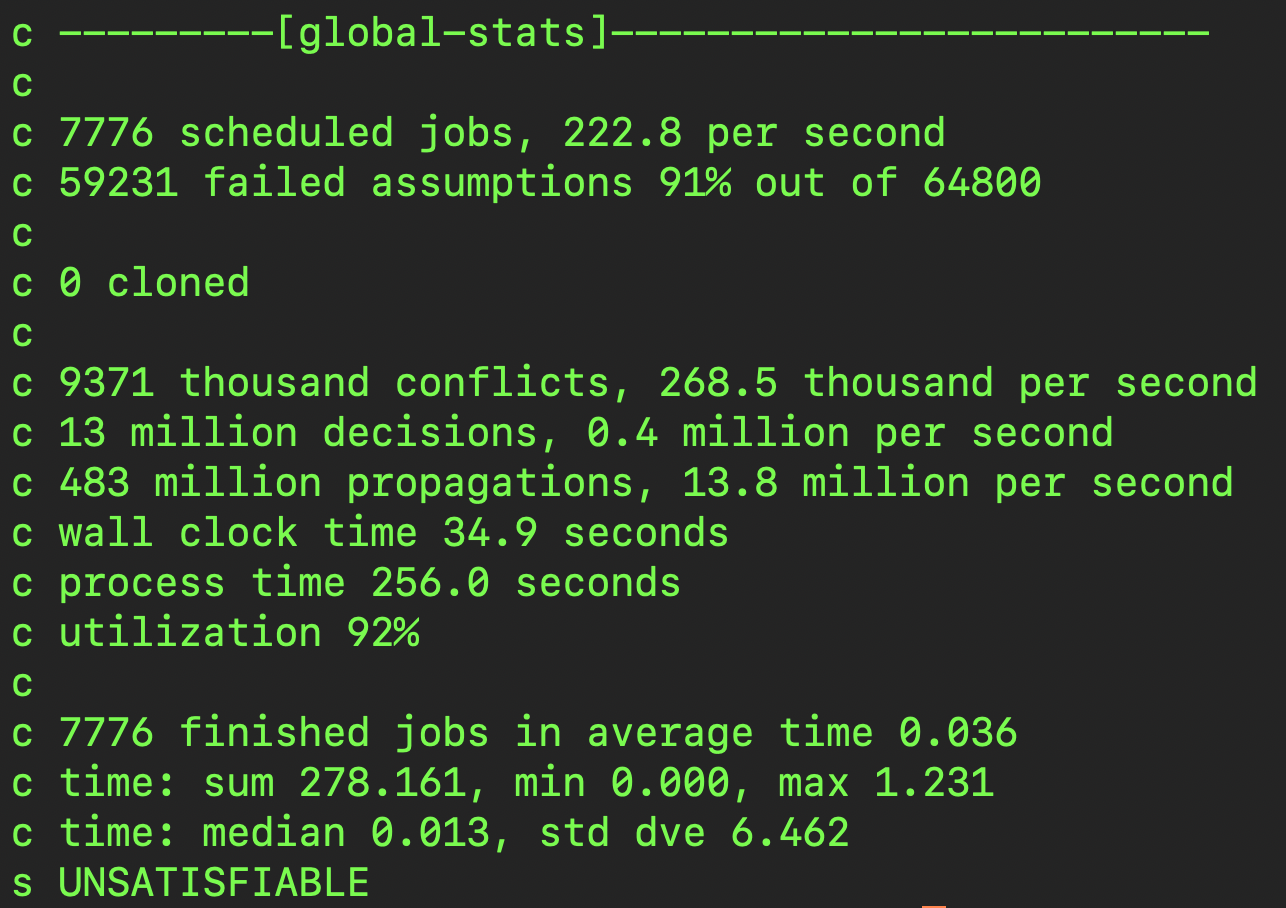 c ---------[global-stats]-------------------------
c
c 7776 scheduled jobs, 222.8 per second
c 59231 failed assumptions 91% out of 64800
c
c 0 cloned
c
c 9371 thousand conflicts, 268.5 thousand per second
c 13 million decisions, 0.4 million per second
c 483 million propagations, 13.8 million per second
c wall clock time 34.9 seconds
c process time 256.0 seconds
c utilization 92%
c
c 7776 finished jobs in average time 0.036
c time: sum 278.161, min 0.000, max 1.231
c time: median 0.013, std dve 6.462
s UNSATISFIABLE